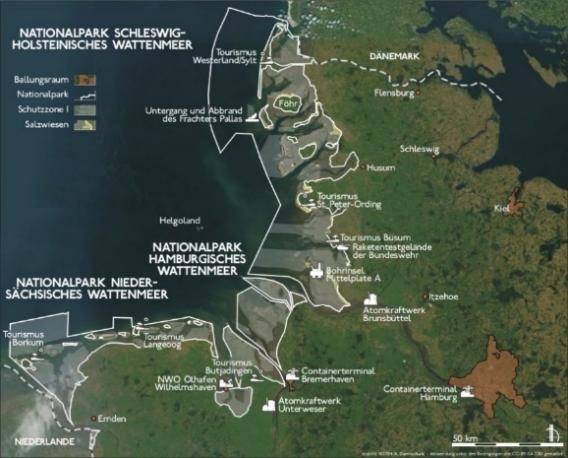 NATIONALPARK SCHLESWIG-
HOLSTEINISCHES WATTENMEER
Ballungsraum
Nationalpark
Schutzzone I
Salzwiesen
Tourismus
Westerland/Sylt
DÄNEMARK
Flensburg
Föhr
Untergang und Abbrand
des Frachters Pallas
Schleswig
Husum
Tourismus
St. Peter-Ording
Kiel
Helgoland
Tourismus Büsum
Raketentestgelände
der Bundeswehr
NATIONALPARK
HAMBURGISCHES
WATTENMEER
Bohrinsel
Mittelplate A
NATIONALPARK NIEDER-
SÄCHSISCHES WATTENMEER
Itzehoe
Atomkraftwerk
Brunsbüttel
Tourismus
Borkum
Tourismus
Langeoog
Tourismus
Butjadingen
NWO Ölhafen
Wilhelmshaven
Containerterminal
Bremerhaven
Containerterminal
Hamburg
Atomkraftwerk
Unterweser
Emden
NIEDERLANDE
50 km